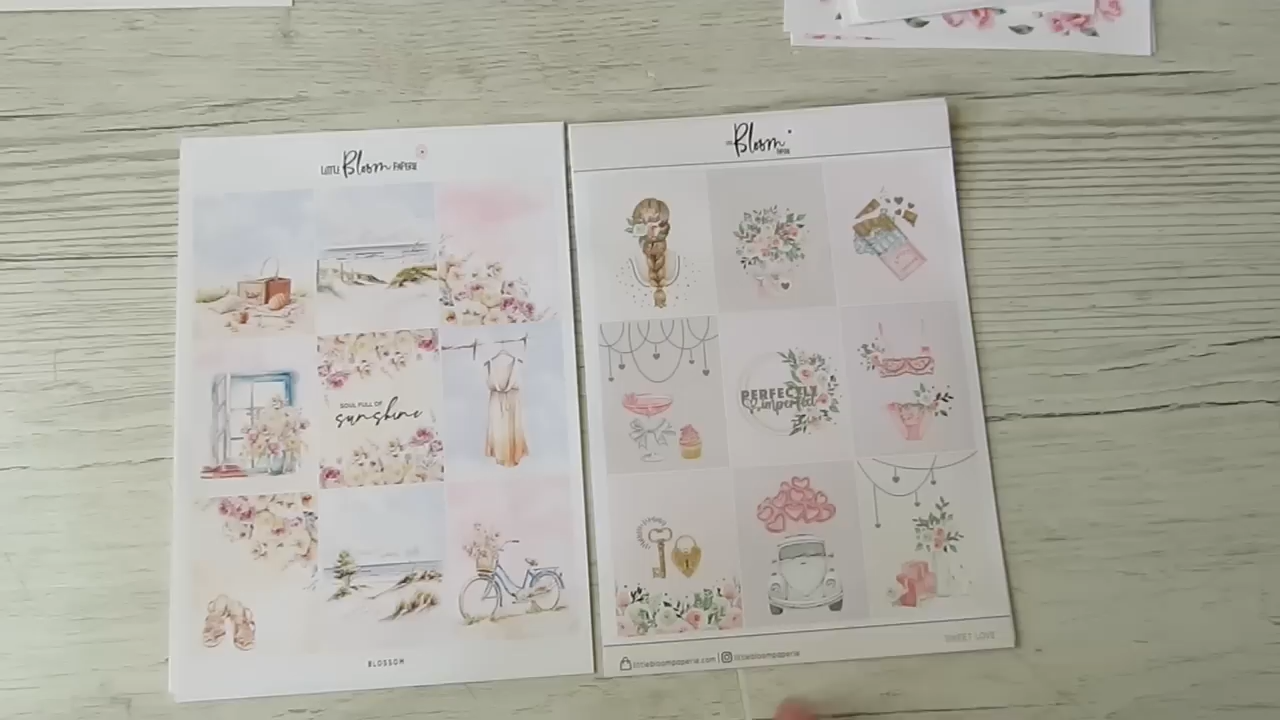 LITTLE Bloom PAPERIE
SOUL FULL OF
sunshine
BLOSSOM
Bloom
PERFECTLY
imperfect
littlebloompaperie.com | littlebloompaperie
SWEET LOVE